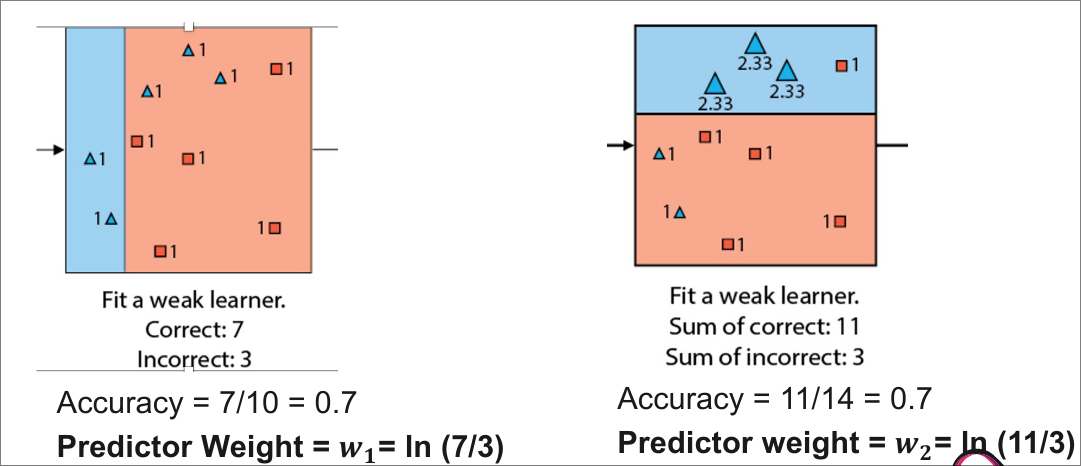 1
1
1
1
1
1
1
1
1
1
Fit a weak learner.
Correct: 7
Incorrect: 3
Accuracy = 7/10 = 0.7
Predictor Weight = w₁= ln (7/3)
2.33
1
2.33
2.33
1
1
1
1
1
1
Fit a weak learner.
Sum of correct: 11
Sum of incorrect: 3
Accuracy = 11/14 = 0.7
Predictor weight = w₂= ln (11/3)